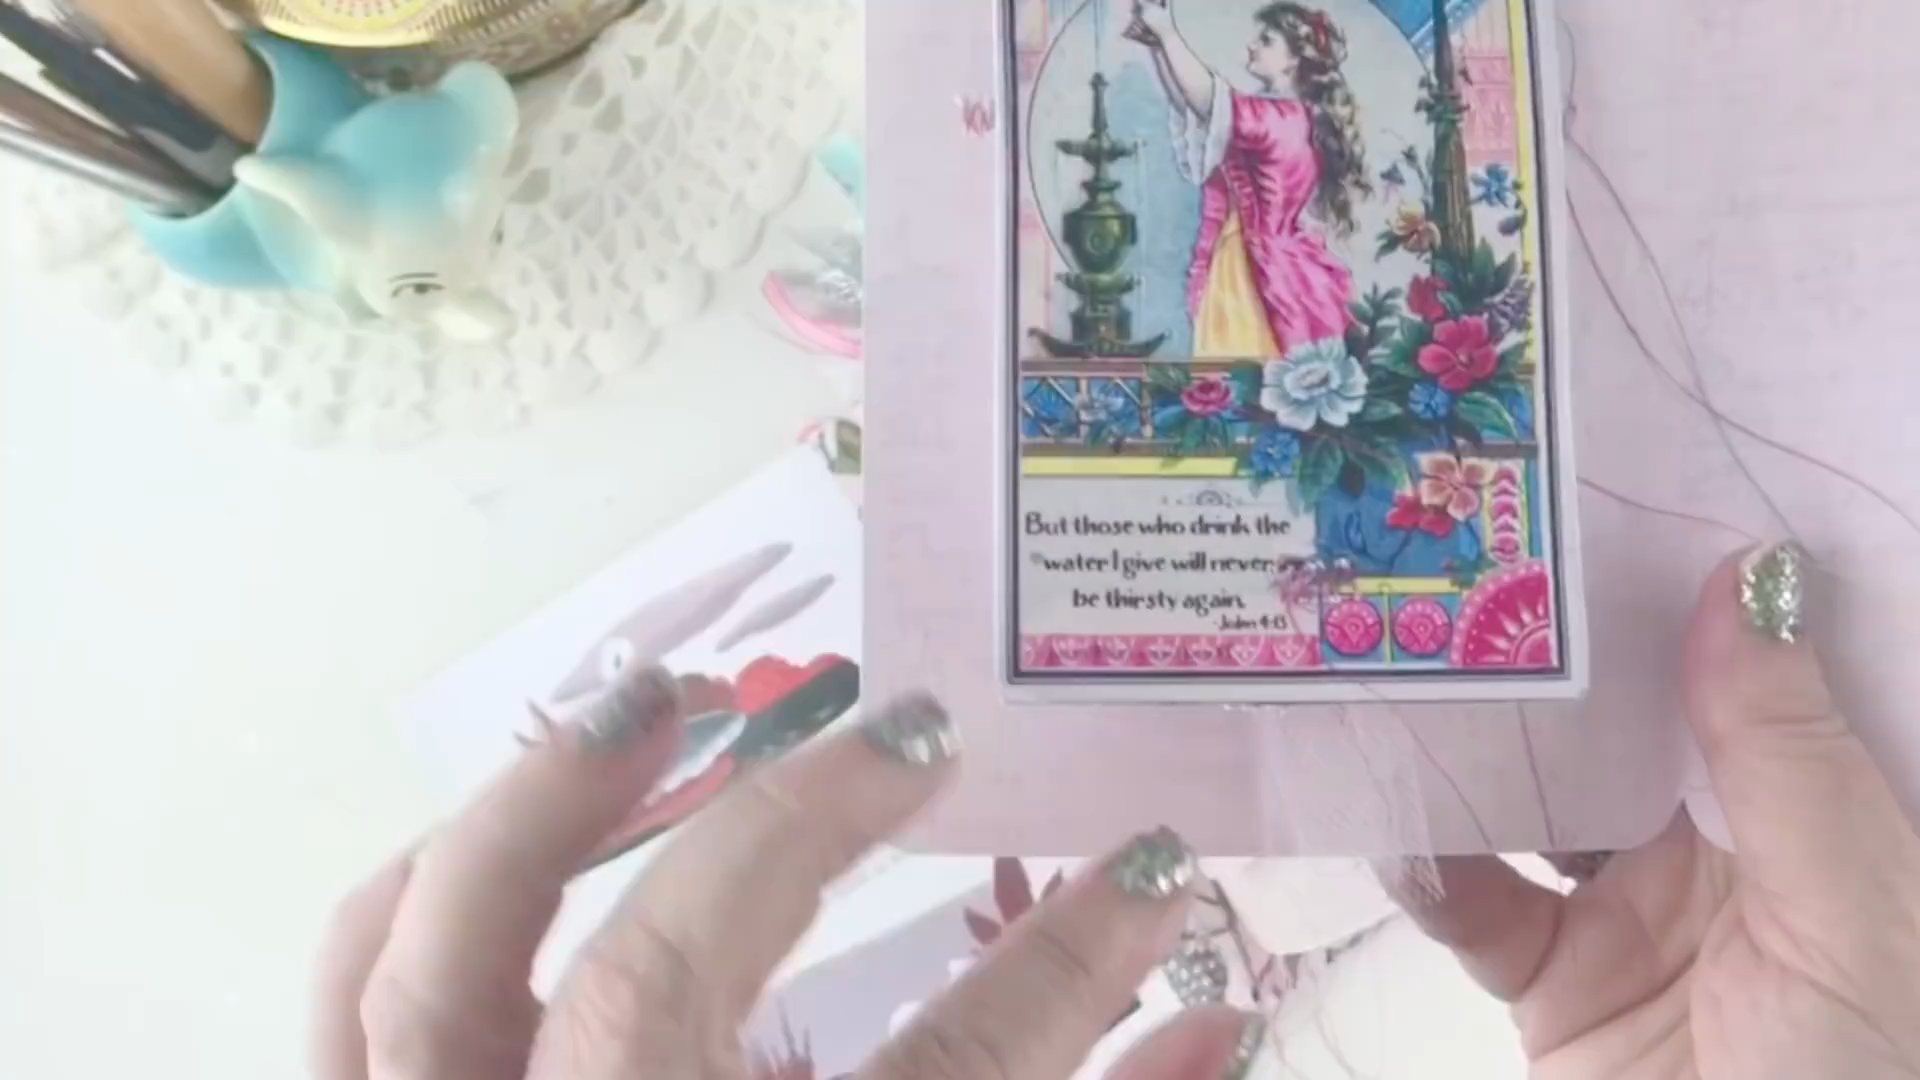 But those who drink the
water I give will never
be thirsty again.
-John 4:13